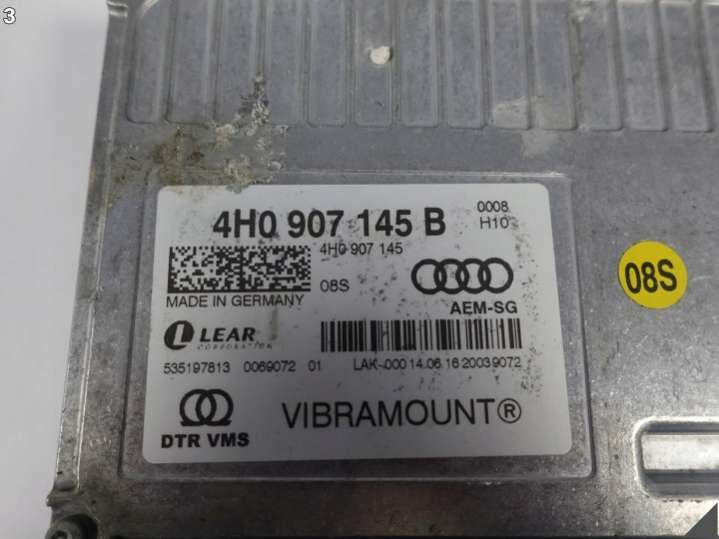 3
4H0 907 145 B
0008
H10
4H0 907 145
08S
MADE IN GERMANY
AEM-SG
LEAR
CORPORATION
535197813 0069072 01
LAK-000 14.06.16 20039072
DTR VMS
VIBRAMOUNT®
08S